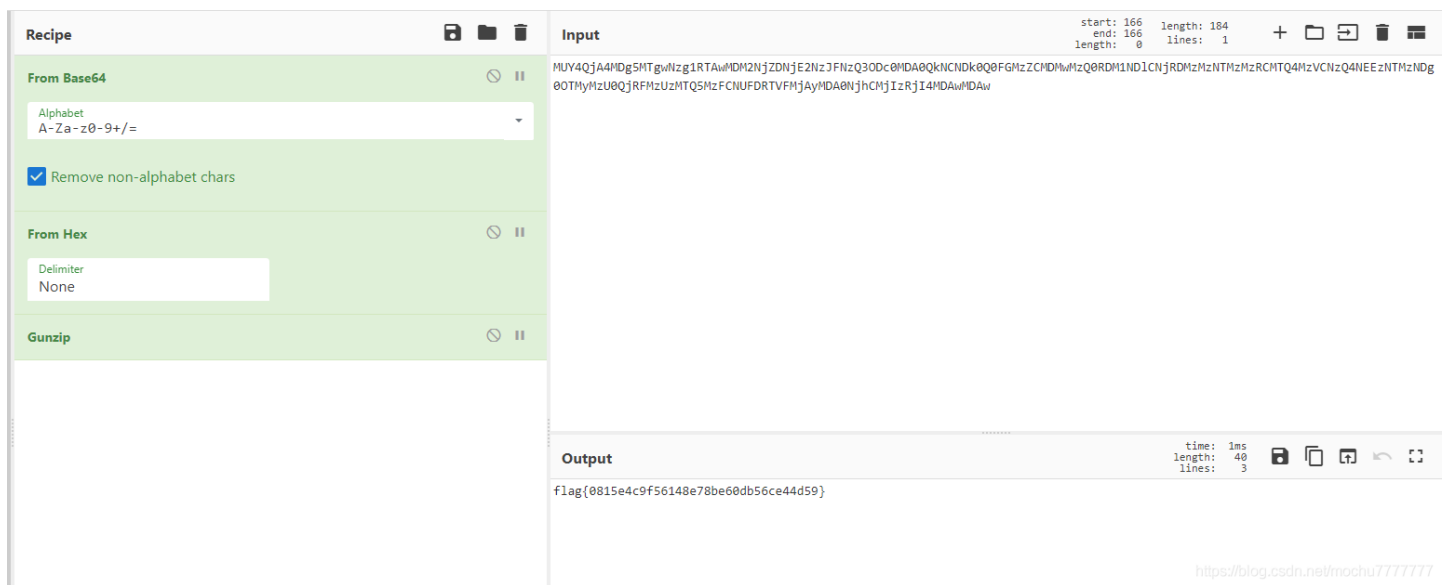 Recipe
From Base64
Alphabet
A-Za-z0-9+/=
Remove non-alphabet chars
From Hex
Delimiter
None
Gunzip
Input
start: 166
end: 166
length: 0
length: 184
lines: 1
MUY4QjA4MDg5MTgwNzg1RTAwMDM2NjZDNjE2NzJFNzQ3ODc0MDA0QkNCNDk0Q0FGMzZCMDMwMzQ0RDM1NDlCNjRDMzMzNTMzMzRCMTQ4MzVCNzQ4NEEzNTMzNDg
0OTMyMzU0QjRFMzUzMTQ5MzFCNUFDRTVFMjAyMDA0NjhCMjIzRjI4MDAwMDAw
Output
time: 1ms
length: 40
lines: 3
flag{0815e4c9f56148e78be60db56ce44d59}
https://blog.csdn.net/mochu7777777